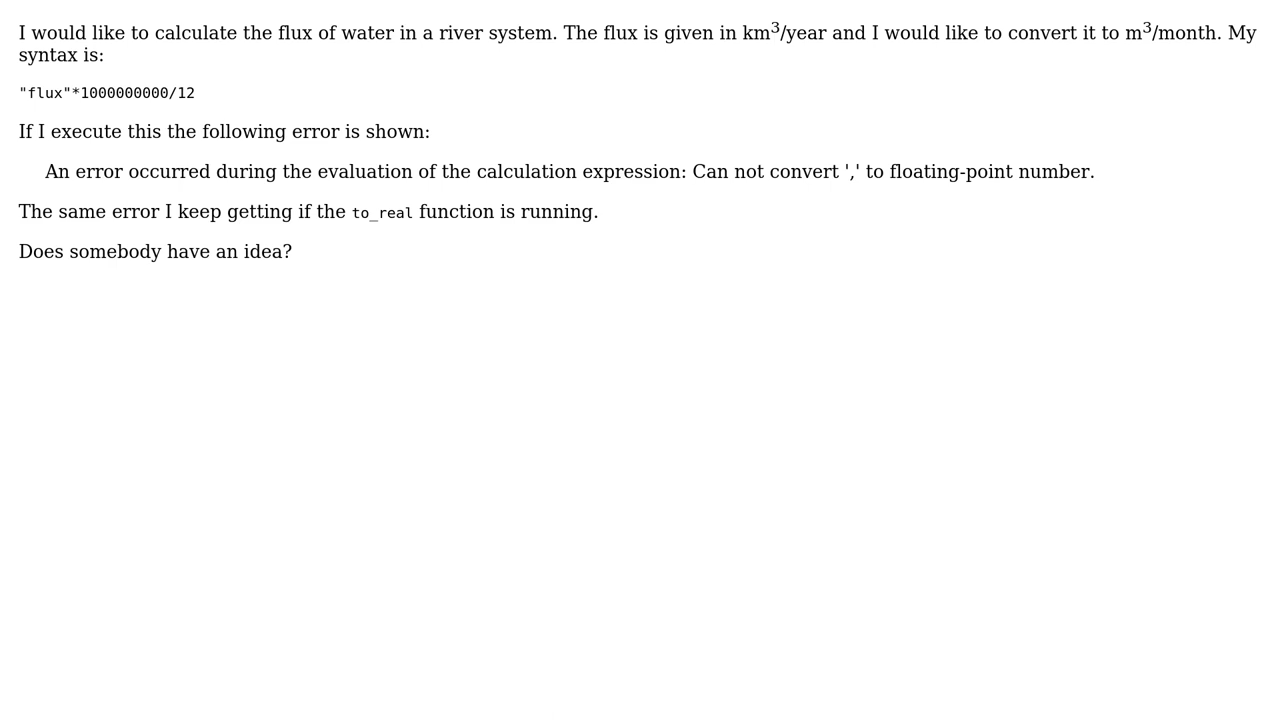 I would like to calculate the flux of water in a river system. The flux is given in km3/year and I would like to convert it to m3/month. My
syntax is:
"flux"*1000000000/12
If I execute this the following error is shown:
An error occurred during the evaluation of the calculation expression: Can not convert ',' to floating-point number.
The same error I keep getting if the to_real function is running.
Does somebody have an idea?